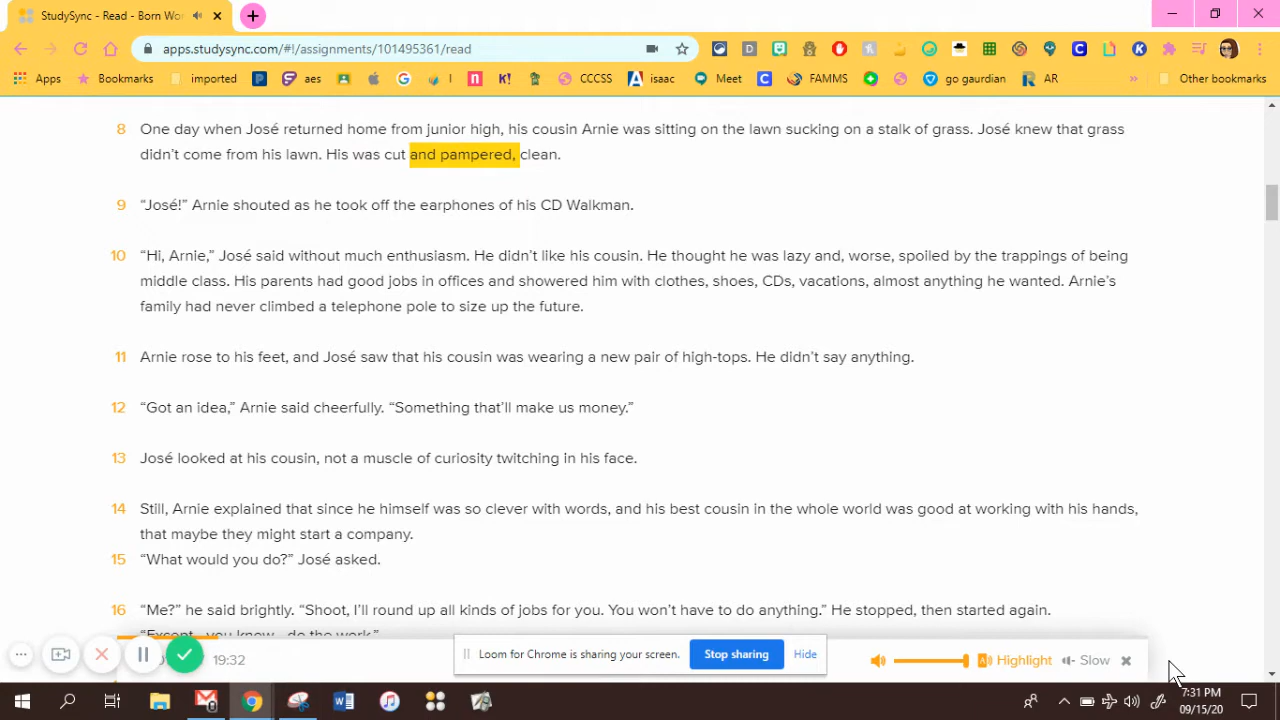 StudySync - Read - Born Wo
apps.studysync.com/#!/assignments/101495361/read
Apps Bookmarks imported aes I K! CCCSS isaac Meet FAMMS go gaurdian AR » Other bookmarks
8 One day when José returned home from junior high, his cousin Arnie was sitting on the lawn sucking on a stalk of grass. José knew that grass
didn't come from his lawn. His was cut and pampered, clean.
9 “José!” Arnie shouted as he took off the earphones of his CD Walkman.
10 “Hi, Arnie,” José said without much enthusiasm. He didn't like his cousin. He thought he was lazy and, worse, spoiled by the trappings of being
middle class. His parents had good jobs in offices and showered him with clothes, shoes, CDs, vacations, almost anything he wanted. Arnie's
family had never climbed a telephone pole to size up the future.
11 Arnie rose to his feet, and José saw that his cousin was wearing a new pair of high-tops. He didn't say anything.
12 “Got an idea,” Arnie said cheerfully. “Something that'll make us money.”
13 José looked at his cousin, not a muscle of curiosity twitching in his face.
14 Still, Arnie explained that since he himself was so clever with words, and his best cousin in the whole world was good at working with his hands,
that maybe they might start a company.
15 “What would you do?” José asked.
16 “Me?” he said brightly. “Shoot, I'll round up all kinds of jobs for you. You won't have to do anything.” He stopped, then started again.
“Except—you know—do the work.”
19:32 Loom for Chrome is sharing your screen. Stop sharing Hide Highlight Slow
7:31 PM
09/15/20